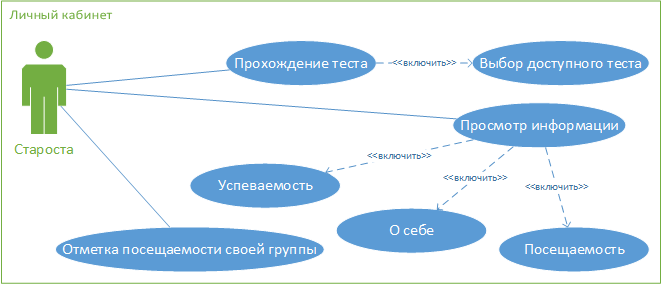 Личный кабинет
Прохождение теста
<<включить>>
Выбор доступного теста
Просмотр информации
Староста
<<включить>>
<<включить>>
<<включить>>
Успеваемость
О себе
Отметка посещаемости своей группы
Посещаемость